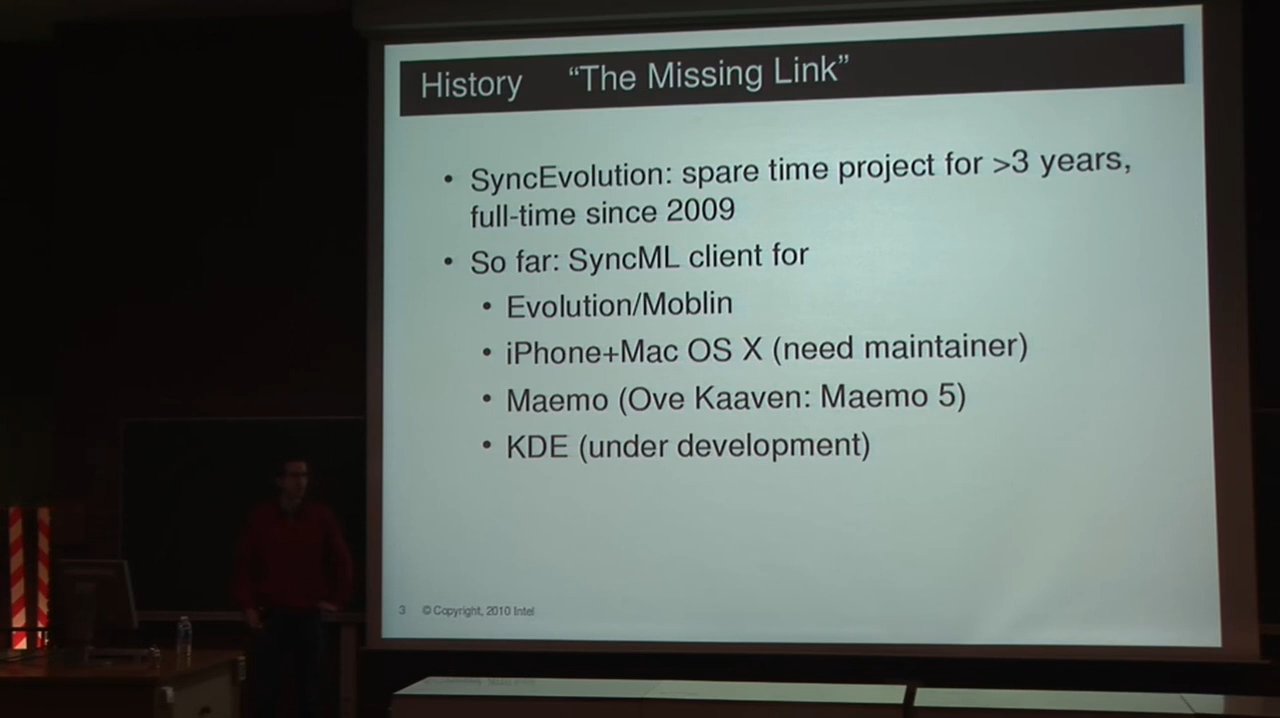 History “The Missing Link”
• SyncEvolution: spare time project for >3 years,
full-time since 2009
• So far: SyncML client for
• Evolution/Moblin
• iPhone+Mac OS X (need maintainer)
• Maemo (Ove Kaaven: Maemo 5)
• KDE (under development)
3 © Copyright, 2010 Intel